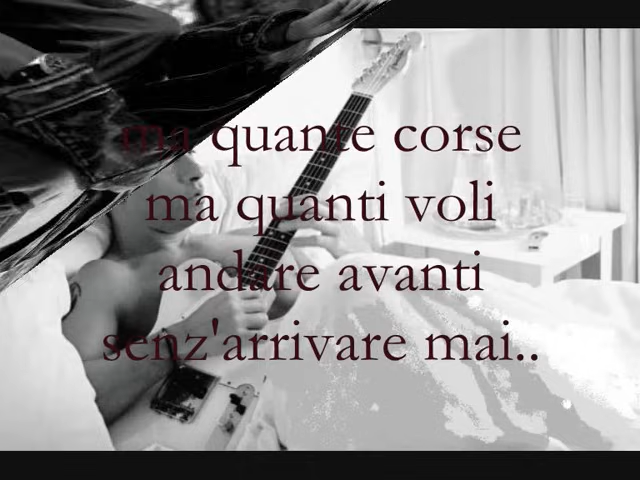 ma quante corse
ma quanti voli
andare avanti
senz'arrivare mai..